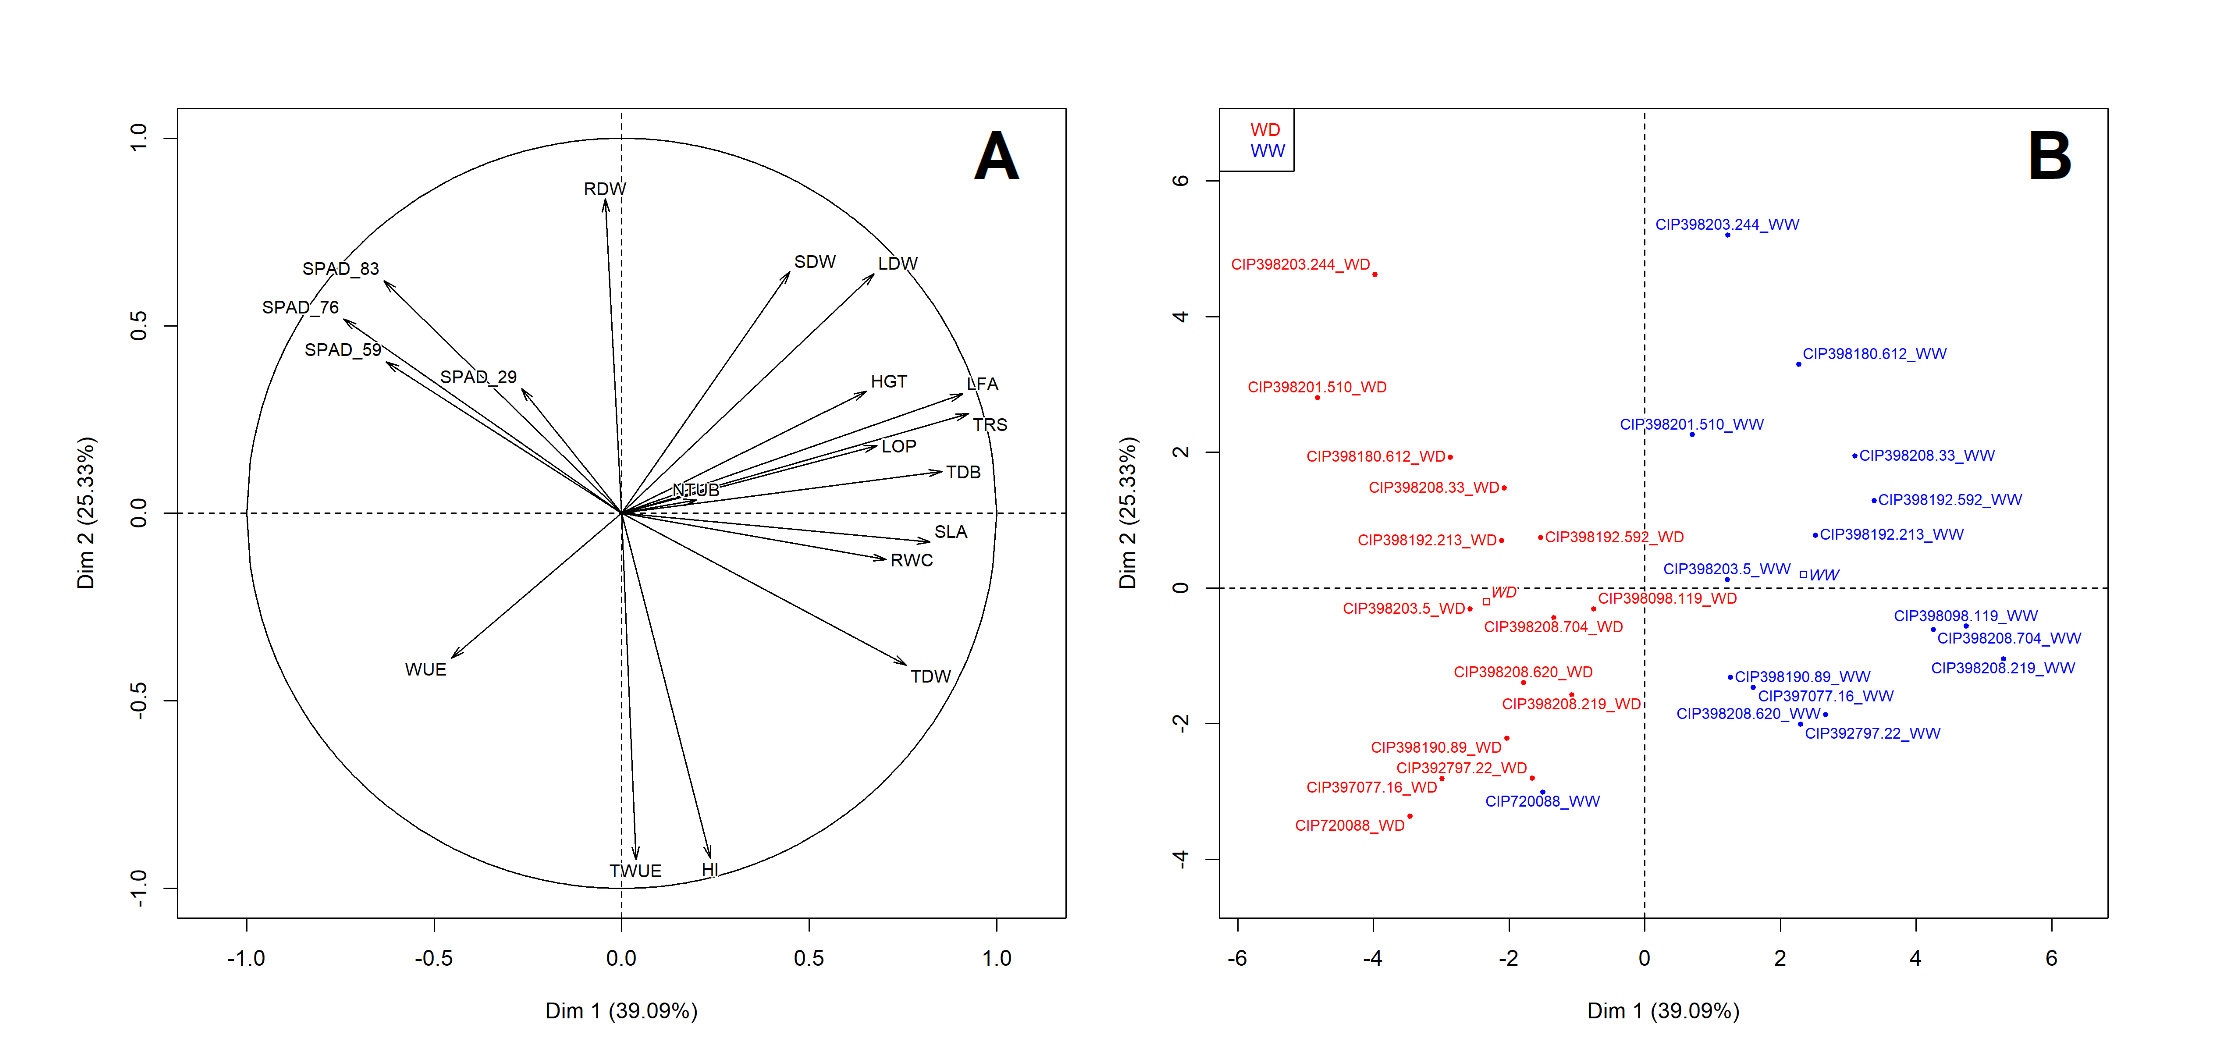 A
RDW
SPAD_83
SDW
LDW
SPAD_76
SPAD_59
SPAD_29
HGT
LFA
TRS
LOP
TDB
NTUB
SLA
RWC
WUE
TDW
TWUE
HI
1.0
0.5
0.0
-0.5
-1.0
Dim 2 (25.33%)
-1.0
-0.5
0.0
0.5
1.0
Dim 1 (39.09%)
WD
WW
B
CIP398203.244_WW
CIP398203.244_WD
CIP398180.612_WW
CIP398201.510_WD
CIP398201.510_WW
CIP398180.612_WD
CIP398208.33_WW
CIP398208.33_WD
CIP398192.592_WW
CIP398192.213_WD
CIP398192.592_WD
CIP398192.213_WW
CIP398203.5_WW
WW
WD
CIP398203.5_WD
CIP398098.119_WD
CIP398098.119_WW
CIP398208.704_WD
CIP398208.704_WW
CIP398208.620_WD
CIP398208.219_WW
CIP398190.89_WW
CIP397077.16_WW
CIP398208.219_WD
CIP398208.620_WW
CIP392797.22_WW
CIP398190.89_WD
CIP392797.22_WD
CIP397077.16_WD
CIP720088_WW
CIP720088_WD
6
4
2
0
-2
-4
Dim 2 (25.33%)
-6
-4
-2
0
2
4
6
Dim 1 (39.09%)